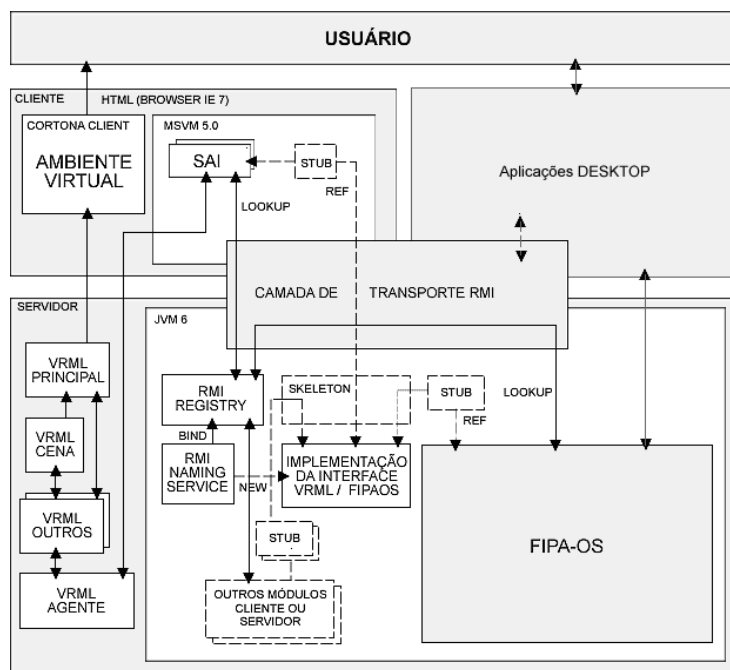 USUÁRIO
CLIENTE
HTML (BROWSER IE 7)
CORTONA CLIENT
AMBIENTE
VIRTUAL
MSVM 5.0
SAI
STUB
REF
LOOKUP
Aplicações DESKTOP
CAMADA DE TRANSPORTE RMI
SERVIDOR
JVM 6
VRML
PRINCIPAL
VRML
CENA
VRML
OUTROS
VRML
AGENTE
RMI
REGISTRY
BIND
RMI
NAMING
SERVICE
NEW
SKELETON
IMPLEMENTAÇÃO
DA INTERFACE
VRML / FIPAOS
STUB
REF
LOOKUP
STUB
OUTROS MÓDULOS
CLIENTE OU
SERVIDOR
FIPA-OS